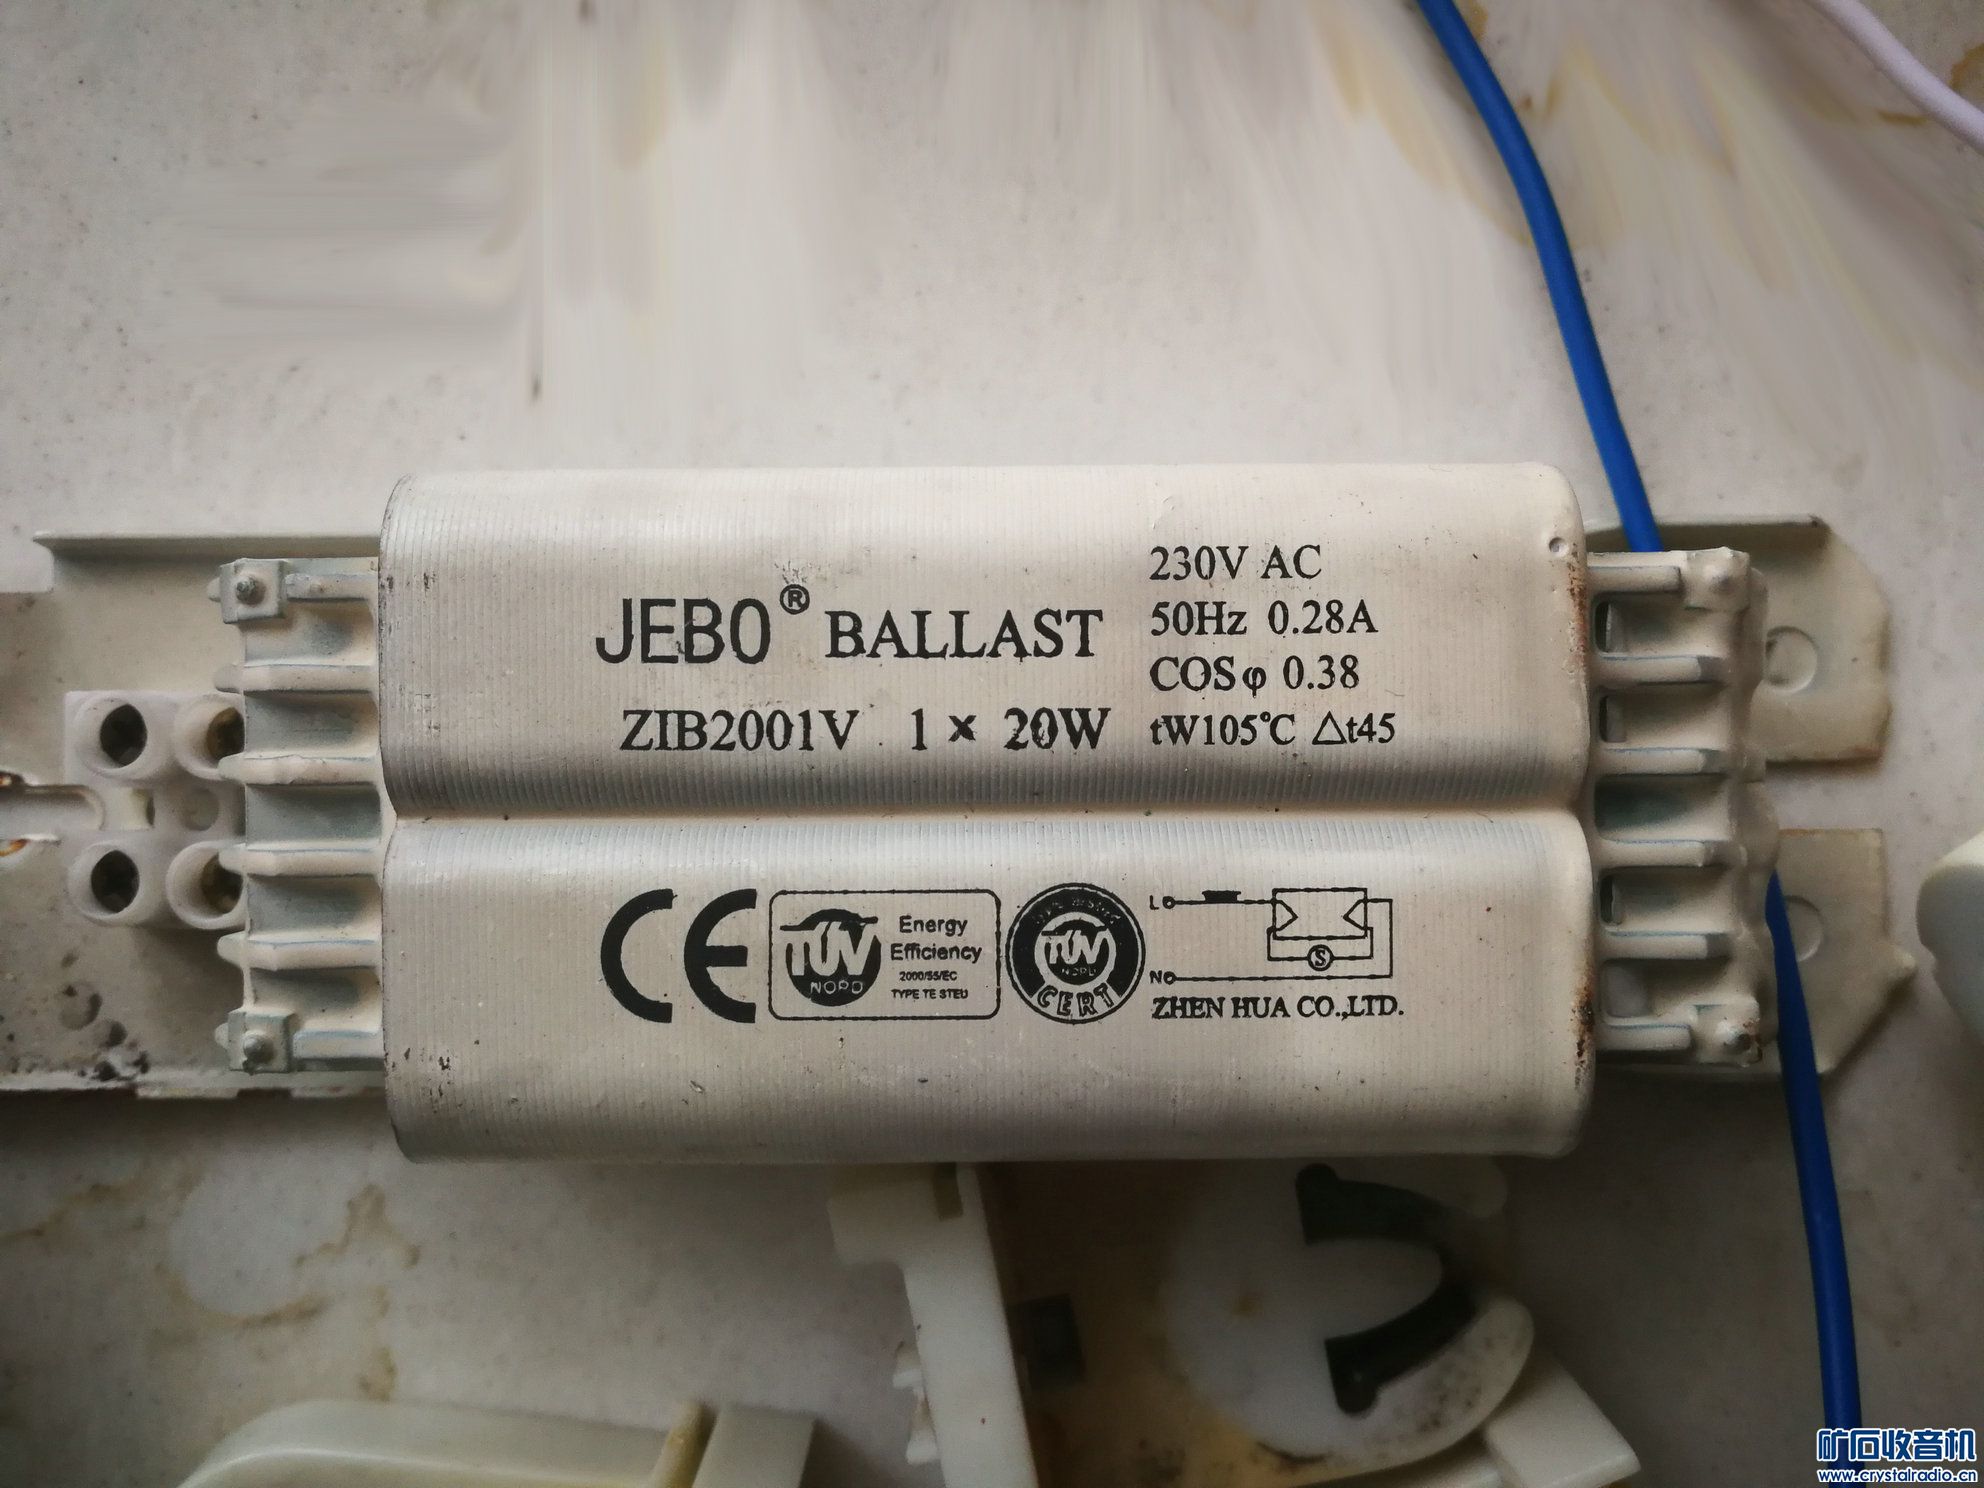 JEBO® BALLAST
ZIB2001V 1 × 20W
230V AC
50Hz 0.28A
COSφ 0.38
tW105℃ △t45
CE
TÜV
NORD
Energy
Efficiency
2000/55/EC
TYPE TESTED
TÜV
NORD
CERT
L
S
N
ZHEN HUA CO.,LTD.
矿石收音机
www.crystalradio.cn